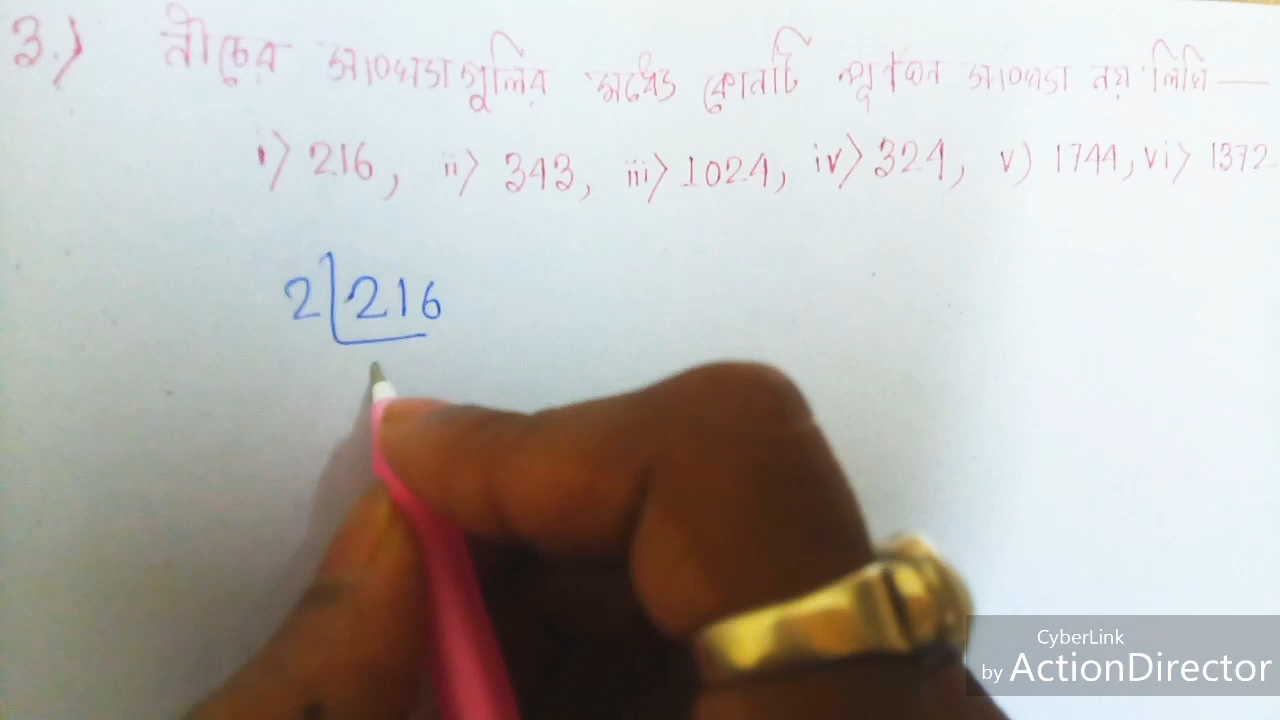 3.) নীচের সংখ্যাগুলির মধ্যে কোনটি পূর্ণঘন সংখ্যা নয় লিখি —
i) 216, ii) 343, iii) 1024, iv) 324, v) 1744, vi) 1372
2 216
CyberLink
by ActionDirector